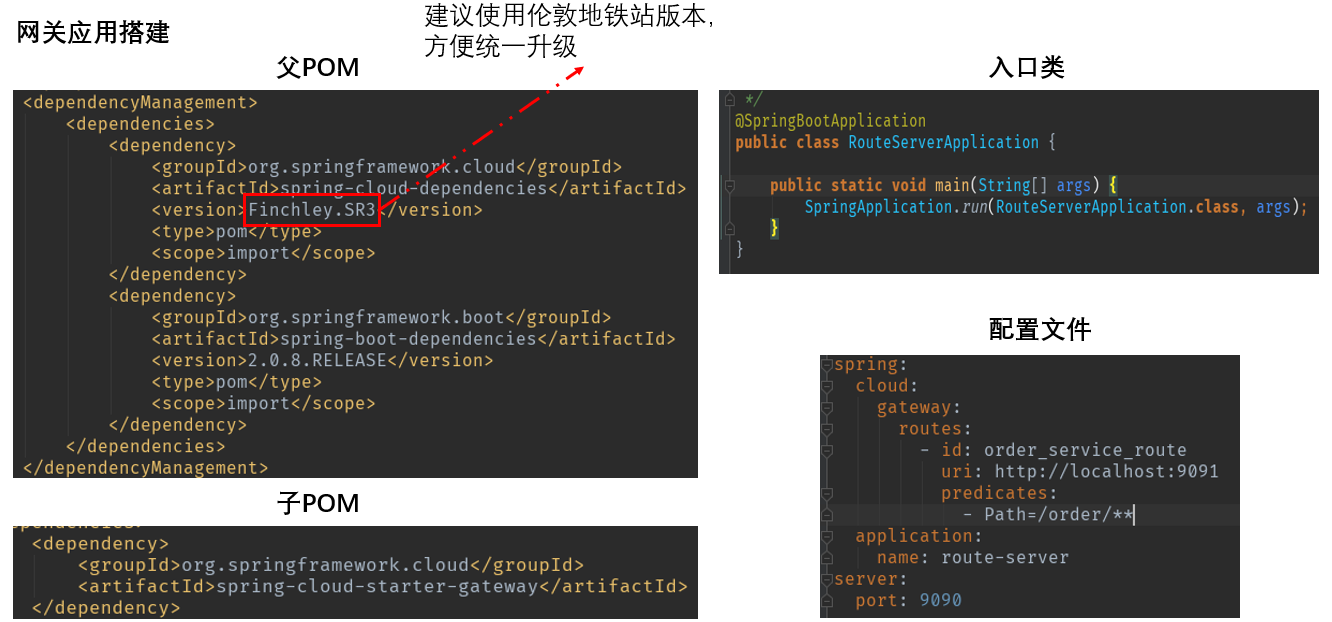 网关应用搭建
建议使用伦敦地铁站版本,
方便统一升级
父POM
<dependencyManagement>
<dependencies>
<dependency>
<groupId>org.springframework.cloud</groupId>
<artifactId>spring-cloud-dependencies</artifactId>
<version>Finchley.SR3</version>
<type>pom</type>
<scope>import</scope>
</dependency>
<dependency>
<groupId>org.springframework.boot</groupId>
<artifactId>spring-boot-dependencies</artifactId>
<version>2.0.8.RELEASE</version>
<type>pom</type>
<scope>import</scope>
</dependency>
</dependencies>
</dependencyManagement>
子POM
<dependency>
<groupId>org.springframework.cloud</groupId>
<artifactId>spring-cloud-starter-gateway</artifactId>
</dependency>
入口类
*/
@SpringBootApplication
public class RouteServerApplication {
public static void main(String[] args) {
SpringApplication.run(RouteServerApplication.class, args);
}
}
配置文件
spring:
cloud:
gateway:
routes:
- id: order_service_route
uri: http://localhost:9091
predicates:
- Path=/order/**
application:
name: route-server
server:
port: 9090